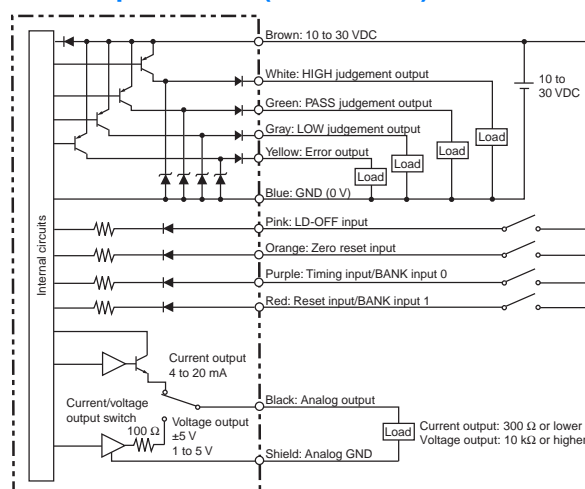 Brown: 10 to 30 VDC
White: HIGH judgement output
10 to
30 VDC
Green: PASS judgement output
Gray: LOW judgement output
Yellow: Error output
Load
Load
Load
Load
Blue: GND (0 V)
Internal circuits
Pink: LD-OFF input
Orange: Zero reset input
Purple: Timing input/BANK input 0
Red: Reset input/BANK input 1
Current output
4 to 20 mA
Current/voltage
output switch
Black: Analog output
100 Ω
Voltage output
±5 V
1 to 5 V
Load
Current output: 300 Ω or lower
Voltage output: 10 kΩ or higher
Shield: Analog GND